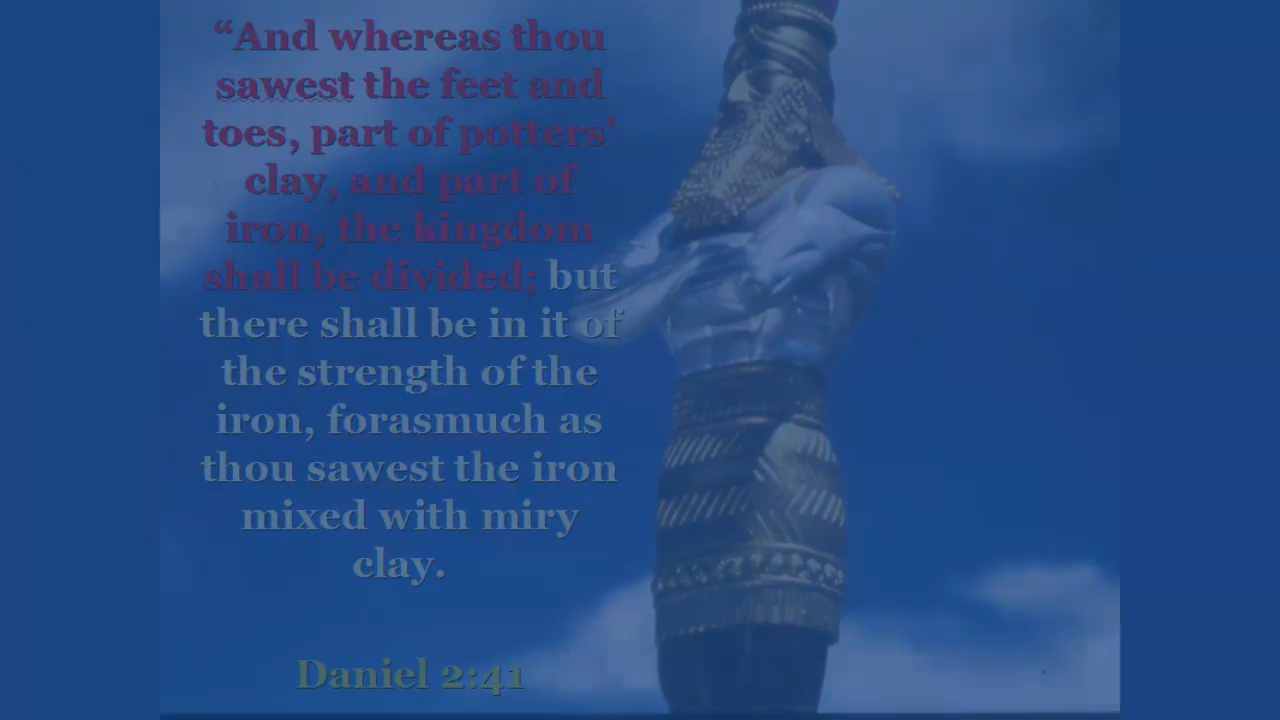 “And whereas thou
sawest the feet and
toes, part of potters'
clay, and part of
iron, the kingdom
shall be divided; but
there shall be in it of
the strength of the
iron, forasmuch as
thou sawest the iron
mixed with miry
clay.
Daniel 2:41